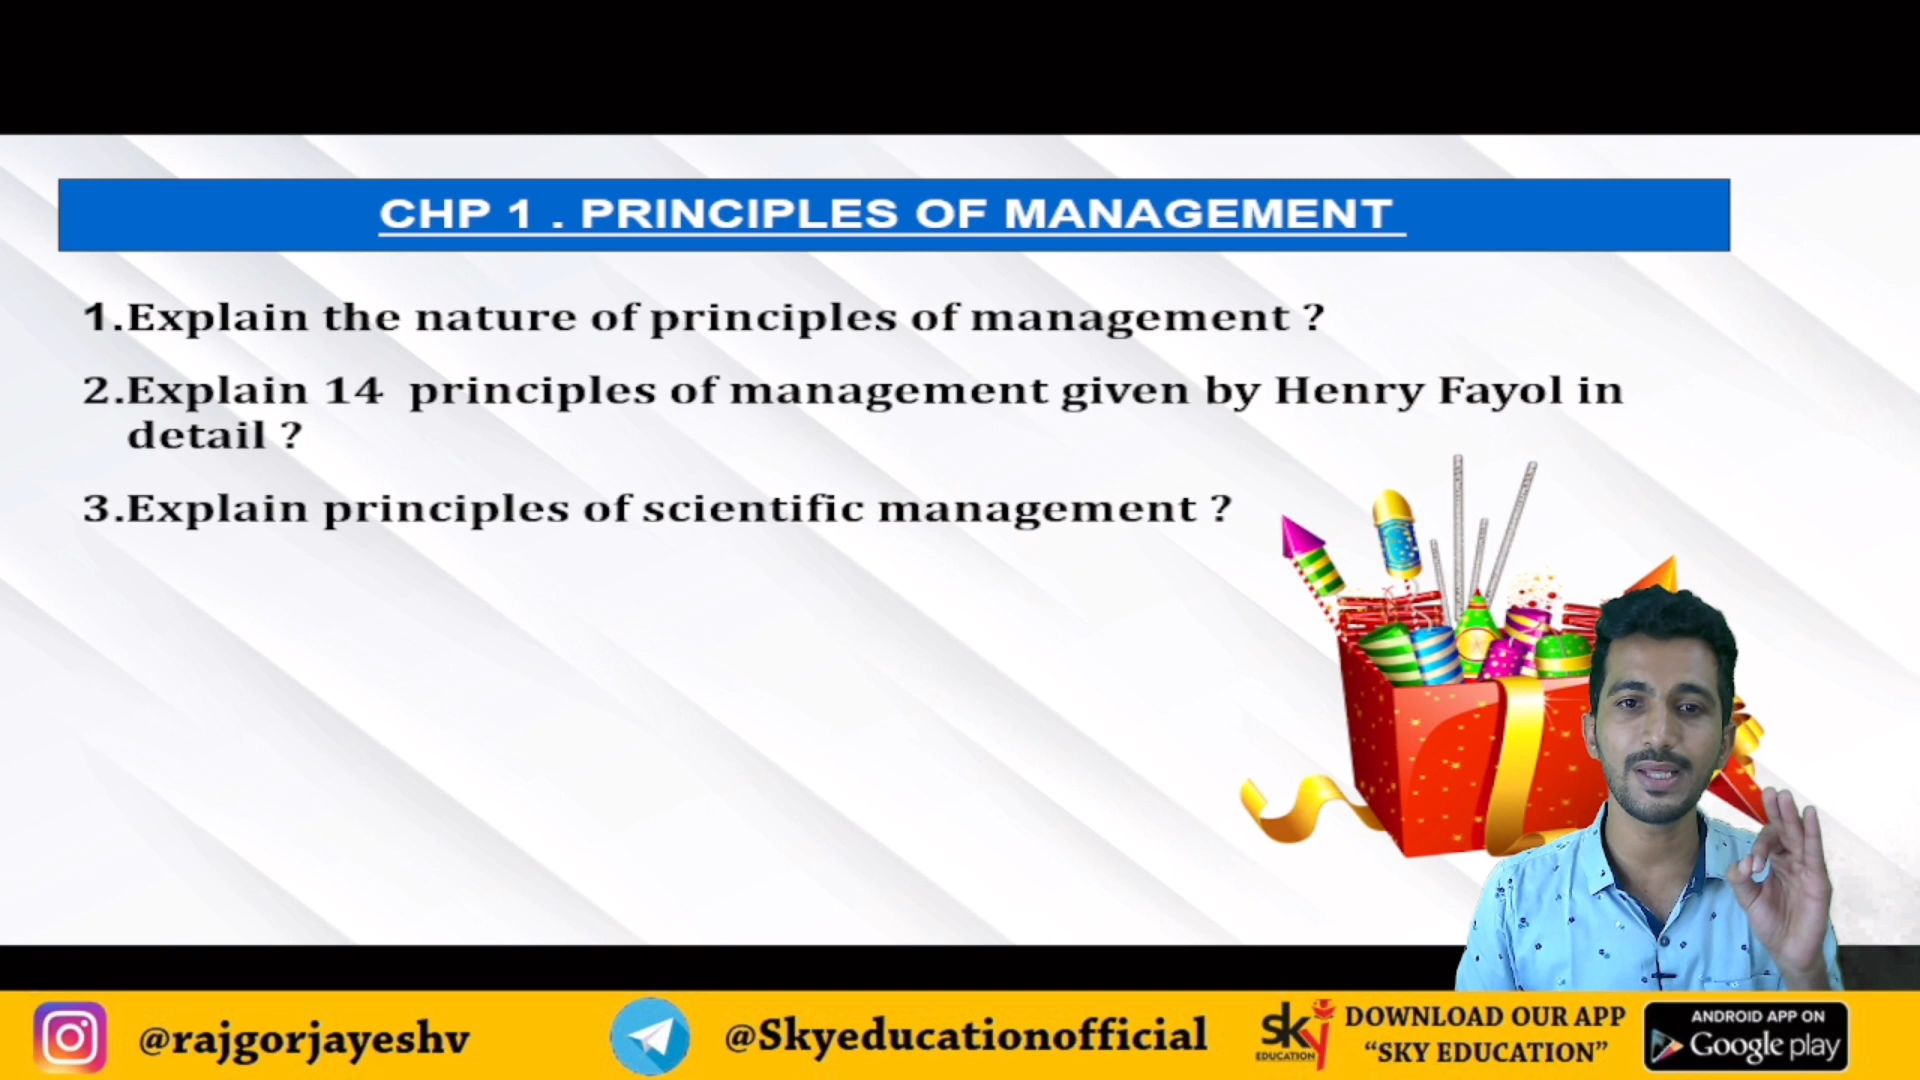 CHP 1 . PRINCIPLES OF MANAGEMENT
1.Explain the nature of principles of management ?
2.Explain 14 principles of management given by Henry Fayol in
detail ?
3.Explain principles of scientific management ?
@rajgorjayeshv
@Skyeducationofficial
sky
EDUCATION
DOWNLOAD OUR APP
“SKY EDUCATION”
ANDROID APP ON
Google play